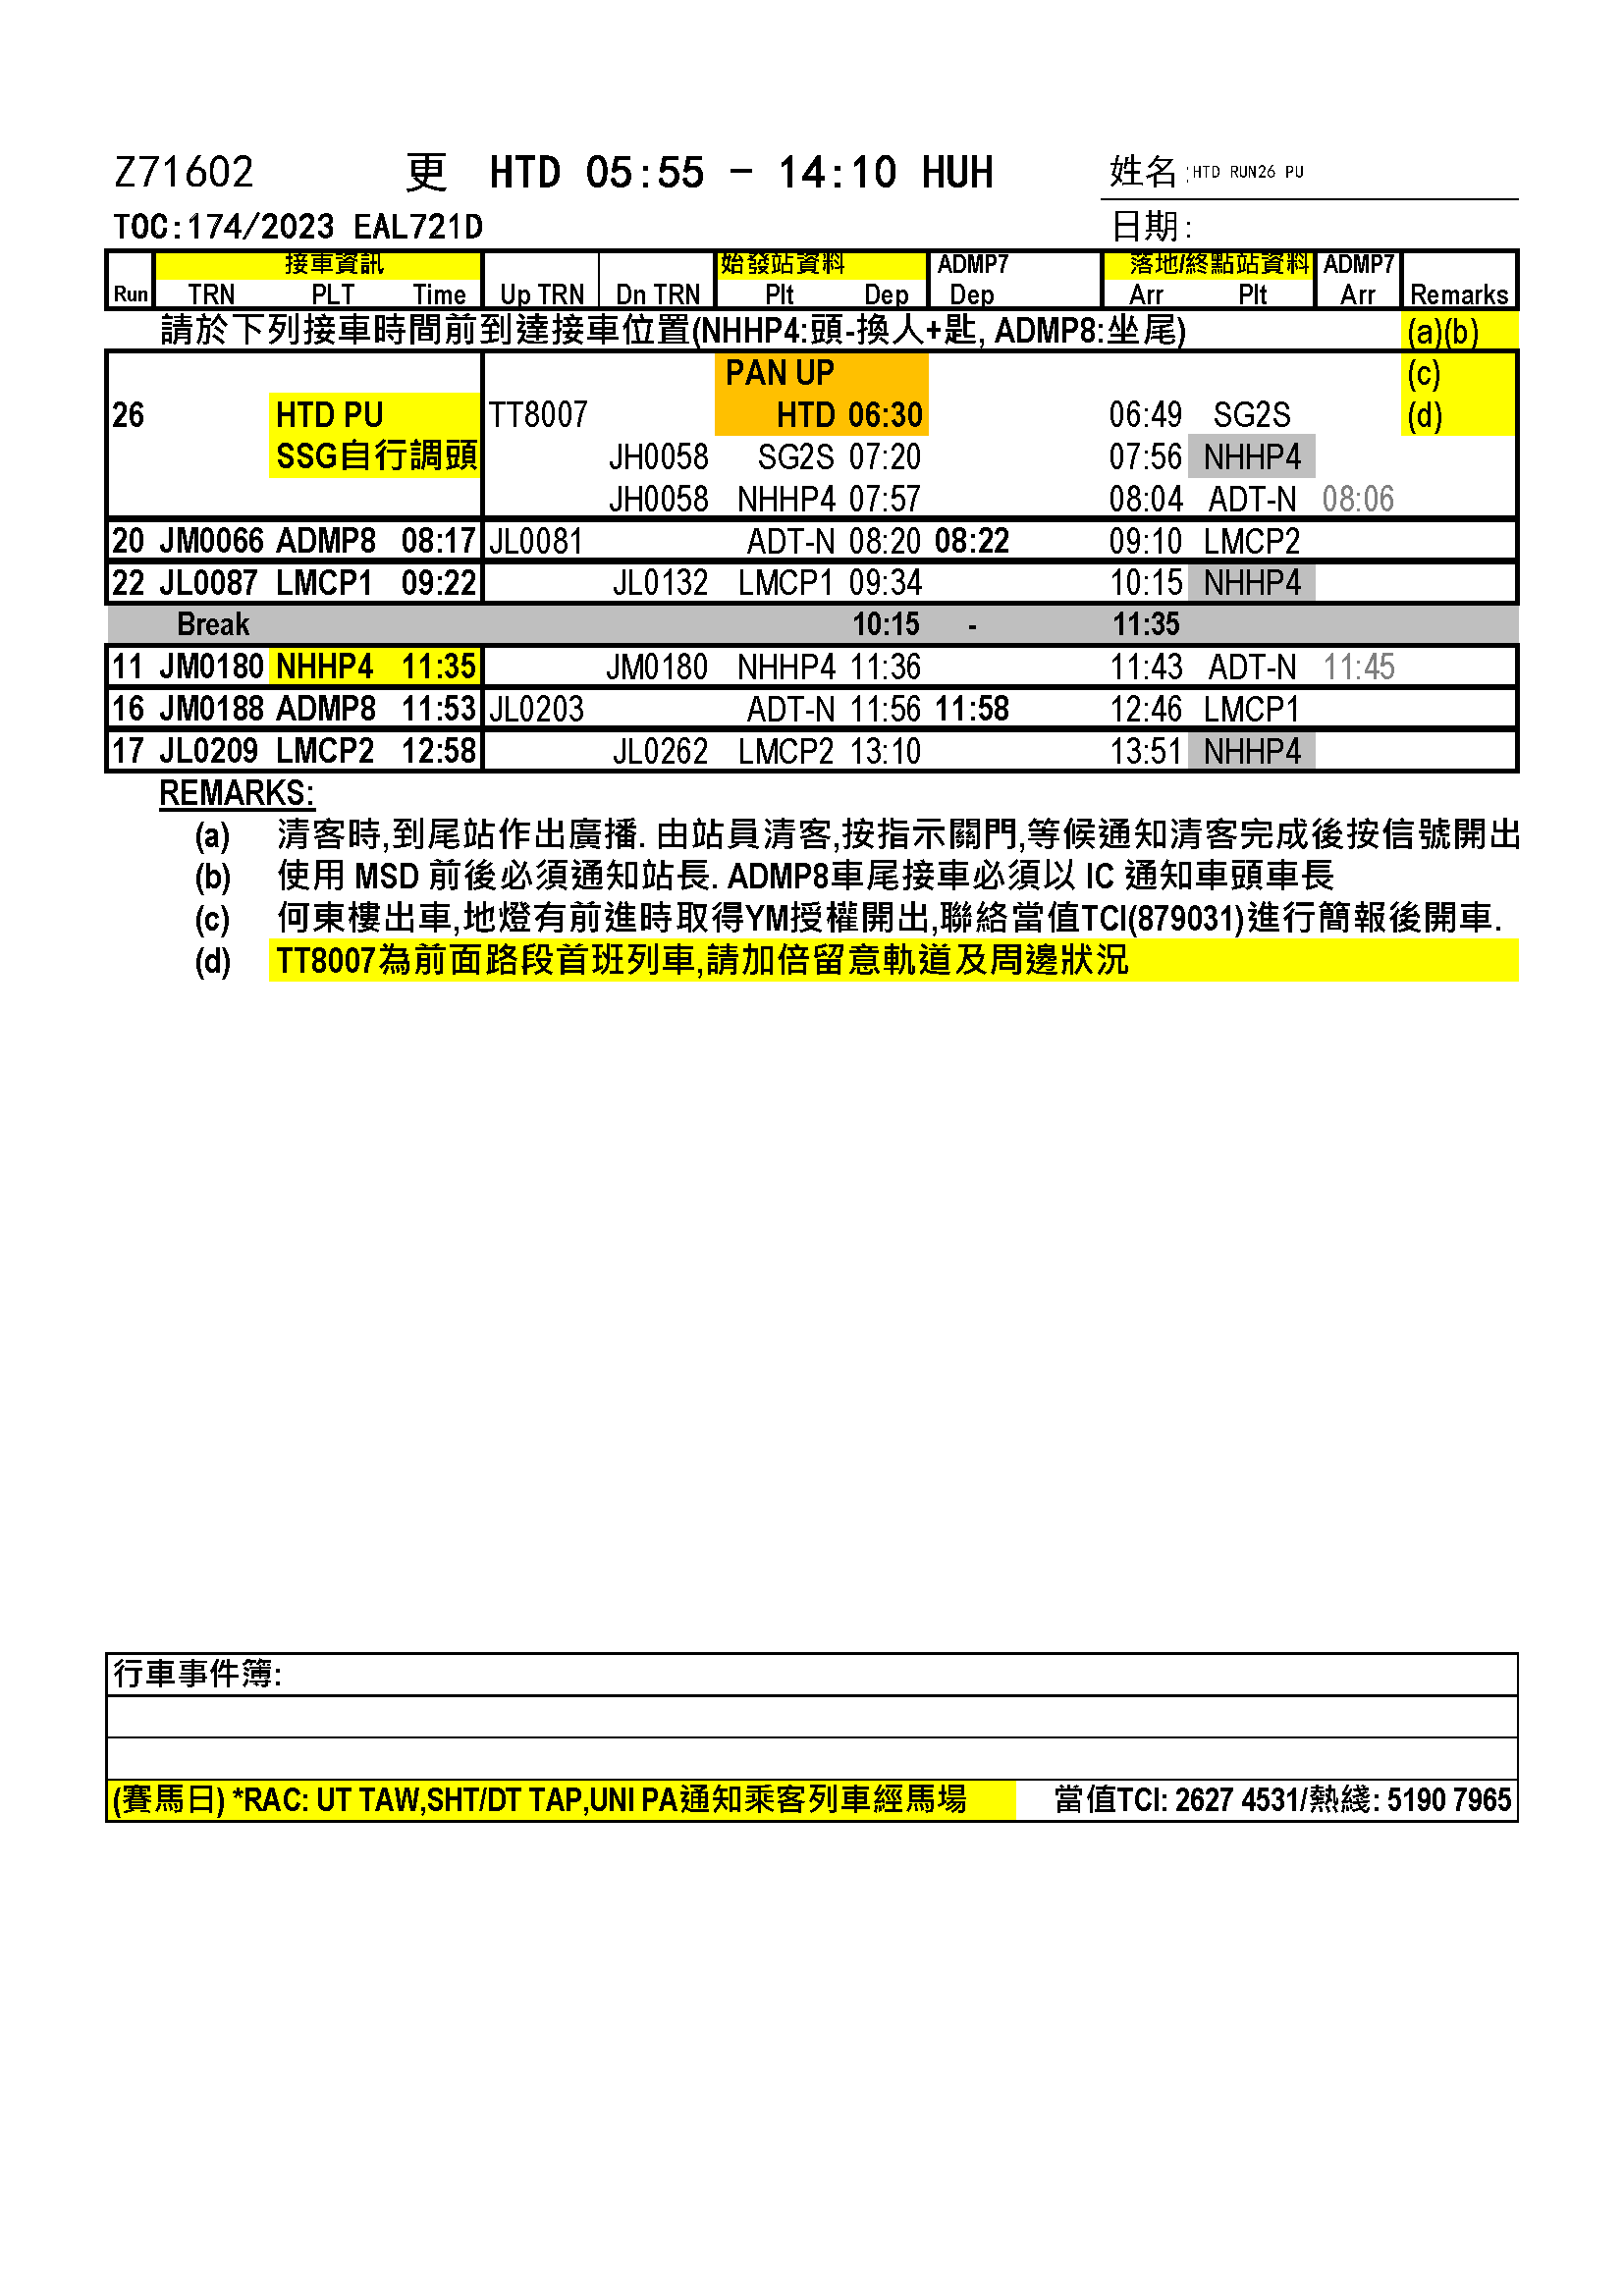 Z71602 更 HTD 05:55 - 14:10 HUH 姓名:HTD RUN26 PU
TOC:174/2023 EAL721D 日期:
接車資訊 始發站資料 ADMP7 落地/終點站資料 ADMP7
Run TRN PLT Time Up TRN Dn TRN Plt Dep Dep Arr Plt Arr Remarks
請於下列接車時間前到達接車位置(NHHP4:頭-換人+匙, ADMP8:坐尾) (a)(b)
PAN UP (c)
26 HTD PU TT8007 HTD 06:30 06:49 SG2S (d)
SSG自行調頭 JH0058 SG2S 07:20 07:56 NHHP4
JH0058 NHHP4 07:57 08:04 ADT-N 08:06
20 JM0066 ADMP8 08:17 JL0081 ADT-N 08:20 08:22 09:10 LMCP2
22 JL0087 LMCP1 09:22 JL0132 LMCP1 09:34 10:15 NHHP4
Break 10:15 - 11:35
11 JM0180 NHHP4 11:35 JM0180 NHHP4 11:36 11:43 ADT-N 11:45
16 JM0188 ADMP8 11:53 JL0203 ADT-N 11:56 11:58 12:46 LMCP1
17 JL0209 LMCP2 12:58 JL0262 LMCP2 13:10 13:51 NHHP4
REMARKS:
(a) 清客時,到尾站作出廣播. 由站員清客,按指示關門,等候通知清客完成後按信號開出
(b) 使用 MSD 前後必須通知站長. ADMP8車尾接車必須以 IC 通知車頭車長
(c) 何東樓出車,地燈有前進時取得YM授權開出,聯絡當值TCI(879031)進行簡報後開車.
(d) TT8007為前面路段首班列車,請加倍留意軌道及周邊狀況
行車事件簿:
(賽馬日) *RAC: UT TAW,SHT/DT TAP,UNI PA通知乘客列車經馬場 當值TCI: 2627 4531/熱綫: 5190 7965